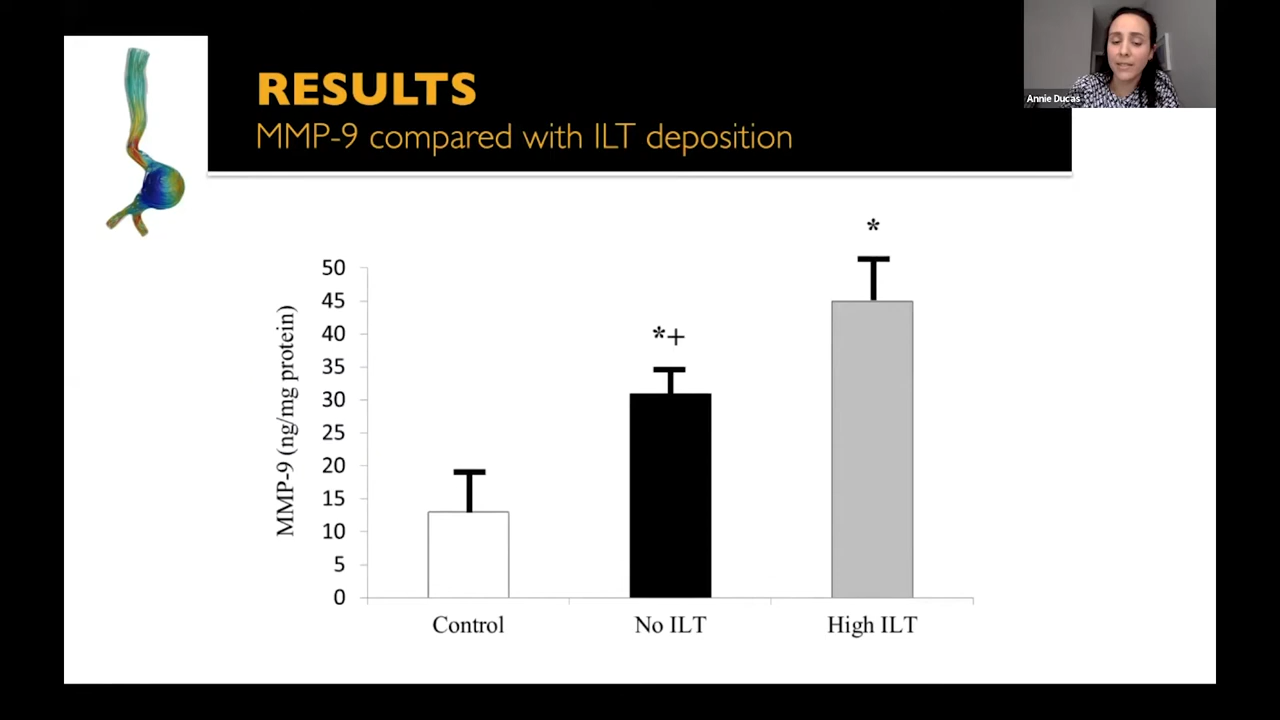 RESULTS
MMP-9 compared with ILT deposition
Annie Ducas
*
*+
MMP-9 (ng/mg protein)
50
45
40
35
30
25
20
15
10
5
0
Control
No ILT
High ILT